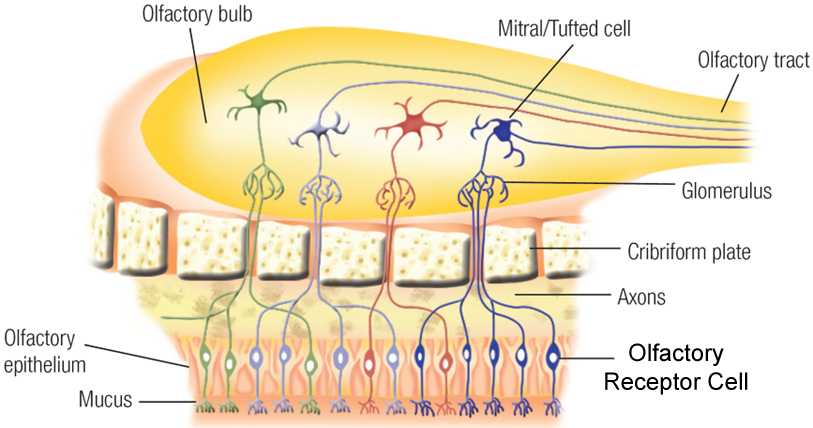 Olfactory bulb
Mitral/Tufted cell
Olfactory tract
Glomerulus
Cribriform plate
Axons
Olfactory
epithelium
Olfactory
Receptor Cell
Mucus